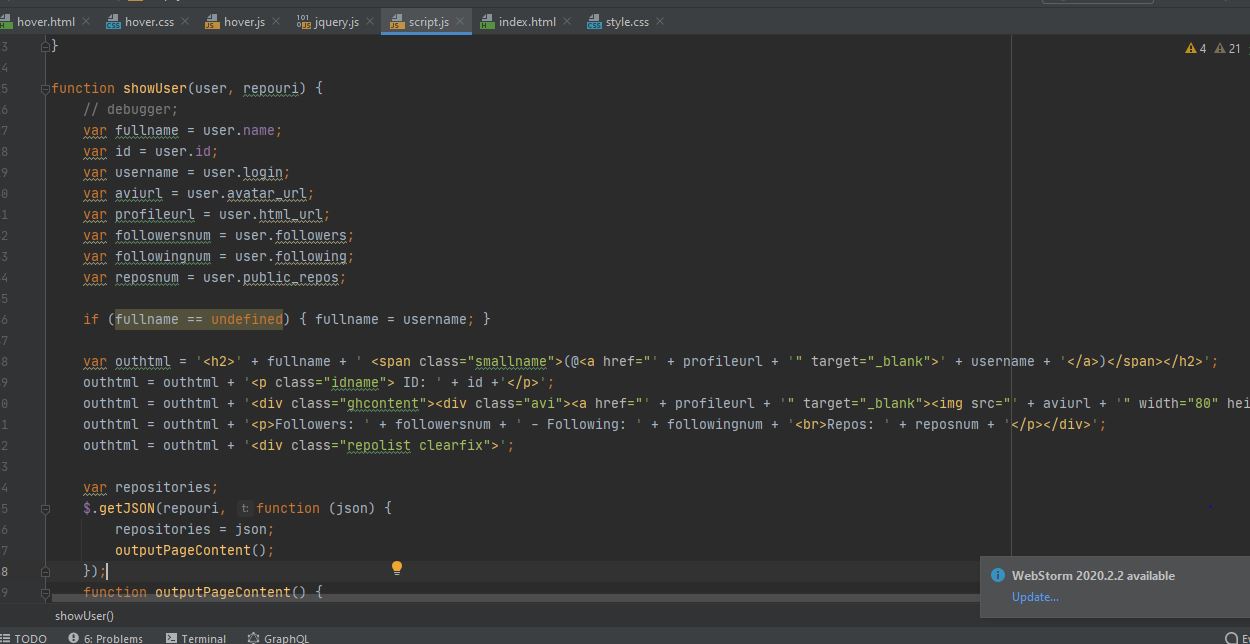 hover.html hover.css hover.js jquery.js script.js index.html style.css
3 }
4 21
4
5 function showUser(user, repouri) {
6 // debugger;
7 var fullname = user.name;
8 var id = user.id;
9 var username = user.login;
0 var aviurl = user.avatar_url;
1 var profileurl = user.html_url;
2 var followersnum = user.followers;
3 var followingnum = user.following;
4 var reposnum = user.public_repos;
5
6 if (fullname == undefined) { fullname = username; }
7
8 var outhtml = '<h2>' + fullname + ' <span class="smallname">(@<a href="' + profileurl + '" target="_blank">' + username + '</a>)</span></h2>';
9 outhtml = outhtml + '<p class="idname"> ID: ' + id +'</p>';
0 outhtml = outhtml + '<div class="ghcontent"><div class="avi"><a href="' + profileurl + '" target="_blank"><img src="' + aviurl + '" width="80" hei
1 outhtml = outhtml + '<p>Followers: ' + followersnum + ' - Following: ' + followingnum + '<br>Repos: ' + reposnum + '</p></div>';
2 outhtml = outhtml + '<div class="repolist clearfix">';
3
4 var repositories;
5 $.getJSON(repouri, t: function (json) {
6 repositories = json;
7 outputPageContent();
8 });
9 function outputPageContent() {
WebStorm 2020.2.2 available
Update...
showUser()
TODO 6: Problems Terminal GraphQL Ev